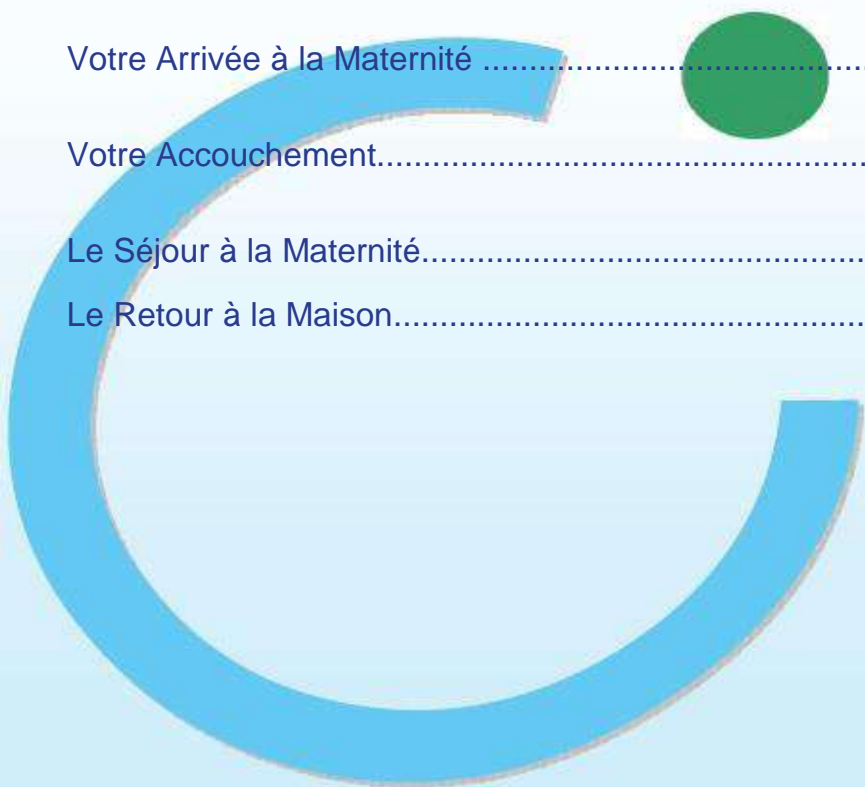 Votre Arrivée à la Maternité ..........................................
Votre Accouchement.....................................................
Le Séjour à la Maternité................................................
Le Retour à la Maison...................................................